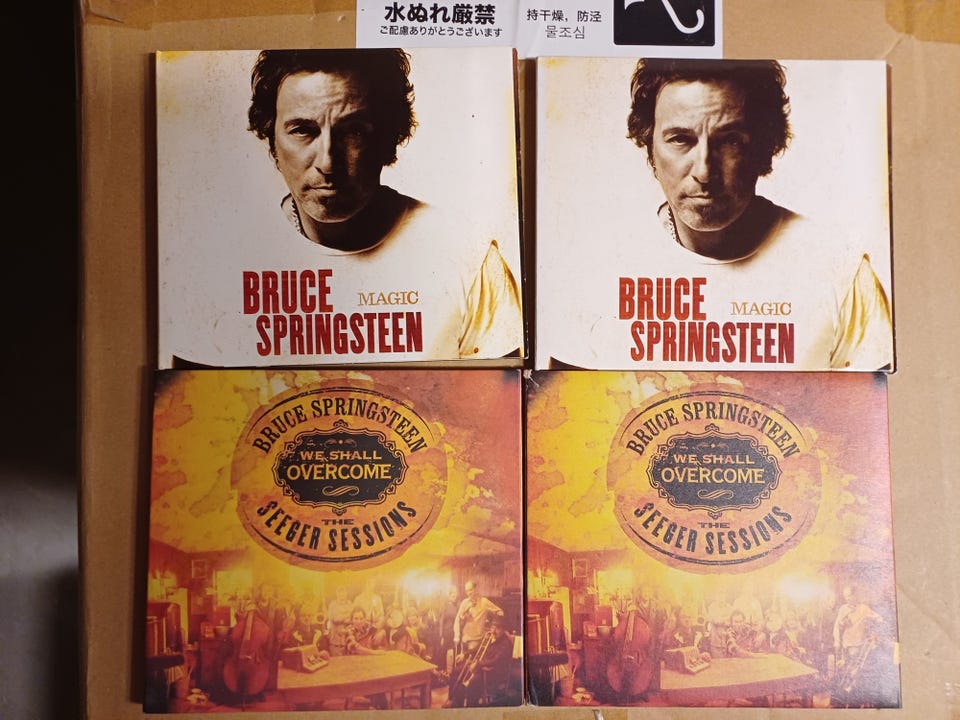 水ぬれ厳禁
ご配慮ありがとうございます
持干燥，防泾
물조심
BRUCE
MAGIC
SPRINGSTEEN
BRUCE
MAGIC
SPRINGSTEEN
BRUCE SPRINGSTEEN
WE SHALL
OVERCOME
THE
SEEGER SESSIONS
BRUCE SPRINGSTEEN
WE SHALL
OVERCOME
THE
SEEGER SESSIONS